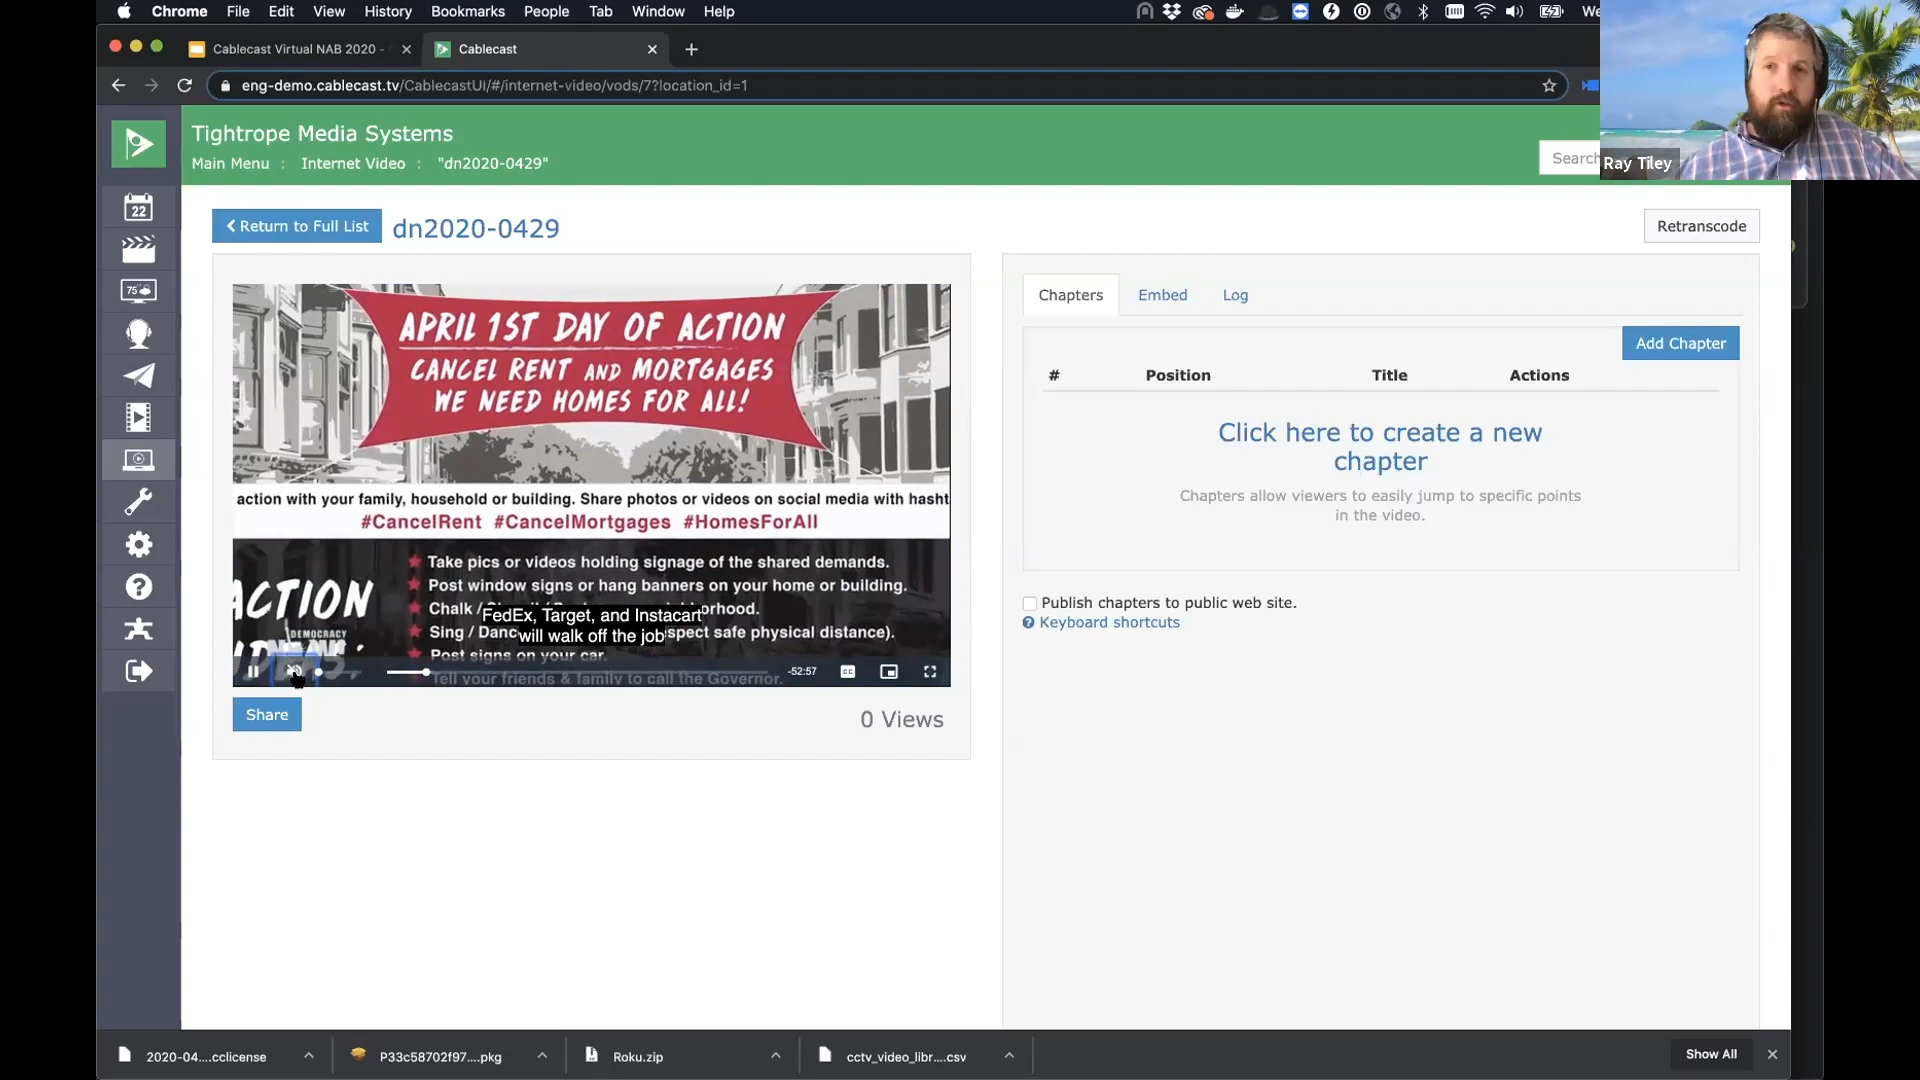 Chrome File Edit View History Bookmarks People Tab Window Help
We
Cablecast Virtual NAB 2020 -
Cablecast
eng-demo.cablecast.tv/CablecastUI/#/internet-video/vods/7?location_id=1
Ray Tiley
Tightrope Media Systems
Main Menu : Internet Video : "dn2020-0429"
Search
22
75°
Return to Full List
dn2020-0429
Retranscode
APRIL 1ST DAY OF ACTION
CANCEL RENT AND MORTGAGES
WE NEED HOMES FOR ALL!
action with your family, household or building. Share photos or videos on social media with hasht
#CancelRent #CancelMortgages #HomesForAll
ACTION
Take pics or videos holding signage of the shared demands.
Post window signs or hang banners on your home or building.
Chalk /
FedEx, Target, and Instacart
will walk off the job
Post signs on your car.
Tell your friends & family to call the Governor.
DEMOCRACY
-52:57
CC
Share
0 Views
Chapters
Embed
Log
Add Chapter
# Position Title Actions
Click here to create a new
chapter
Chapters allow viewers to easily jump to specific points
in the video.
Publish chapters to public web site.
Keyboard shortcuts
2020-04....cclicense
P33c58702f97....pkg
Roku.zip
cctv_video_libr....csv
Show All